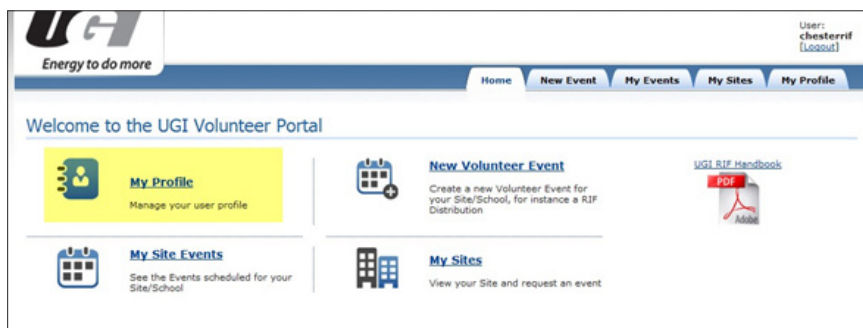 UGI
Energy to do more
User:
chesterrif
[Logout]
Home
New Event
My Events
My Sites
My Profile
Welcome to the UGI Volunteer Portal
My Profile
Manage your user profile
New Volunteer Event
Create a new Volunteer Event for
your Site/School, for instance a RIF
Distribution
UGI RIF Handbook
PDF
Adobe
My Site Events
See the Events scheduled for your
Site/School
My Sites
View your Site and request an event